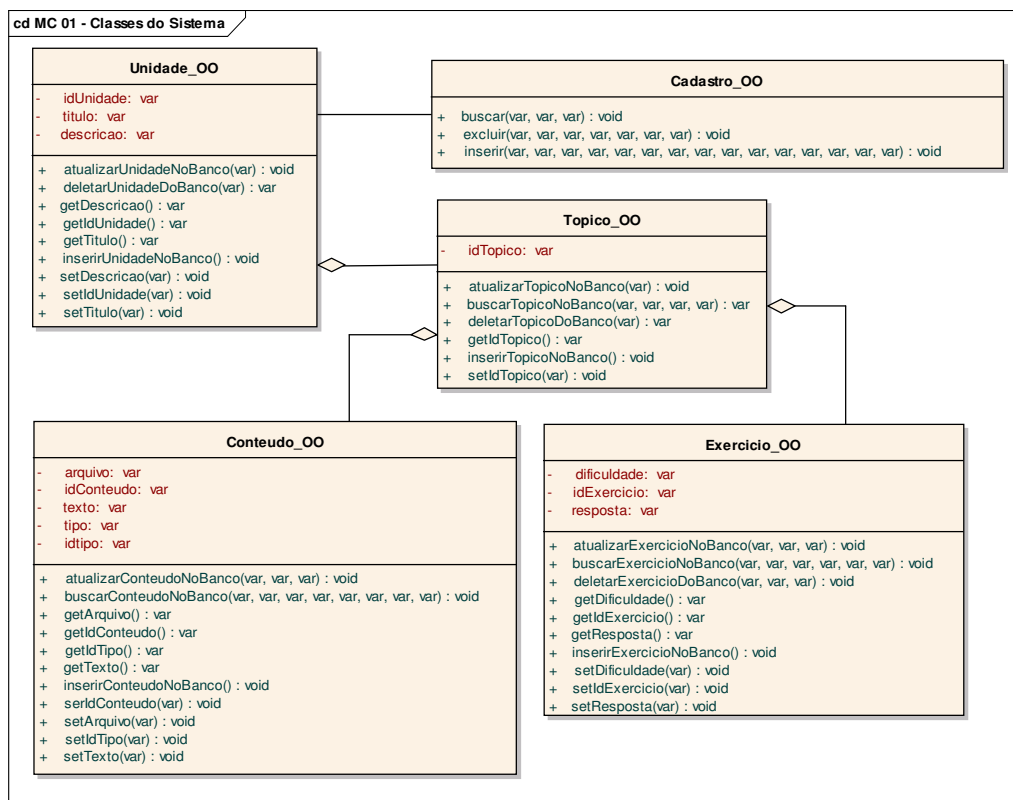 cd MC 01 - Classes do Sistema
Unidade_OO
- idUnidade: var
- titulo: var
- descricao: var
+ atualizarUnidadeNoBanco(var) : void
+ deletarUnidadeDoBanco(var) : var
+ getDescricao() : var
+ getIdUnidade() : var
+ getTitulo() : var
+ inserirUnidadeNoBanco() : void
+ setDescricao(var) : void
+ setIdUnidade(var) : void
+ setTitulo(var) : void
Cadastro_OO
+ buscar(var, var, var) : void
+ excluir(var, var, var, var, var, var, var) : void
+ inserir(var, var, var, var, var, var, var, var, var, var, var, var, var, var, var) : void
Topico_OO
- idTopico: var
+ atualizarTopicoNoBanco(var) : void
+ buscarTopicoNoBanco(var, var, var, var) : var
+ deletarTopicoDoBanco(var) : var
+ getIdTopico() : var
+ inserirTopicoNoBanco() : void
+ setIdTopico(var) : void
Conteudo_OO
- arquivo: var
- idConteudo: var
- texto: var
- tipo: var
- idtipo: var
+ atualizarConteudoNoBanco(var, var, var) : void
+ buscarConteudoNoBanco(var, var, var, var, var, var, var, var) : void
+ getArquivo() : var
+ getIdConteudo() : var
+ getIdTipo() : var
+ getTexto() : var
+ inserirConteudoNoBanco() : void
+ serIdConteudo(var) : void
+ setArquivo(var) : void
+ setIdTipo(var) : void
+ setTexto(var) : void
Exercicio_OO
- dificuldade: var
- idExercicio: var
- resposta: var
+ atualizarExercicioNoBanco(var, var, var) : void
+ buscarExercicioNoBanco(var, var, var, var, var, var) : void
+ deletarExercicioDoBanco(var, var, var) : void
+ getDificuldade() : var
+ getIdExercicio() : var
+ getResposta() : var
+ inserirExercicioNoBanco() : void
+ setDificuldade(var) : void
+ setIdExercicio(var) : void
+ setResposta(var) : void